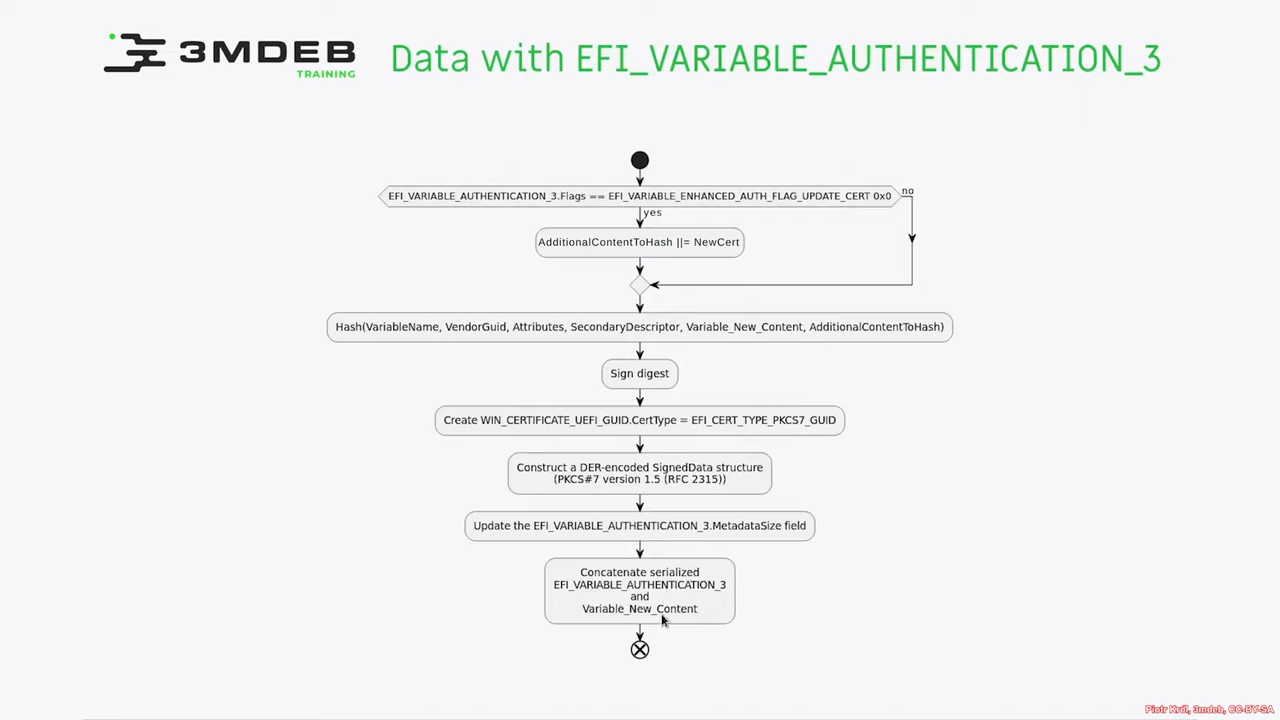 3MDEB
TRAINING
Data with EFI_VARIABLE_AUTHENTICATION_3
EFI_VARIABLE_AUTHENTICATION_3.Flags == EFI_VARIABLE_ENHANCED_AUTH_FLAG_UPDATE_CERT 0x0
no
yes
AdditionalContentToHash ||= NewCert
Hash(VariableName, VendorGuid, Attributes, SecondaryDescriptor, Variable_New_Content, AdditionalContentToHash)
Sign digest
Create WIN_CERTIFICATE_UEFI_GUID.CertType = EFI_CERT_TYPE_PKCS7_GUID
Construct a DER-encoded SignedData structure
(PKCS#7 version 1.5 (RFC 2315))
Update the EFI_VARIABLE_AUTHENTICATION_3.MetadataSize field
Concatenate serialized
EFI_VARIABLE_AUTHENTICATION_3
and
Variable_New_Content
Piotr Król, 3mdeb, CC-BY-SA